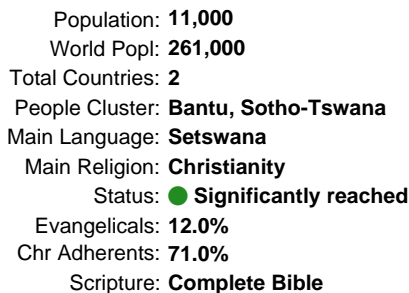 Population: 11,000
World Popl: 261,000
Total Countries: 2
People Cluster: Bantu, Sotho-Tswana
Main Language: Setswana
Main Religion: Christianity
Status: Significantly reached
Evangelicals: 12.0%
Chr Adherents: 71.0%
Scripture: Complete Bible